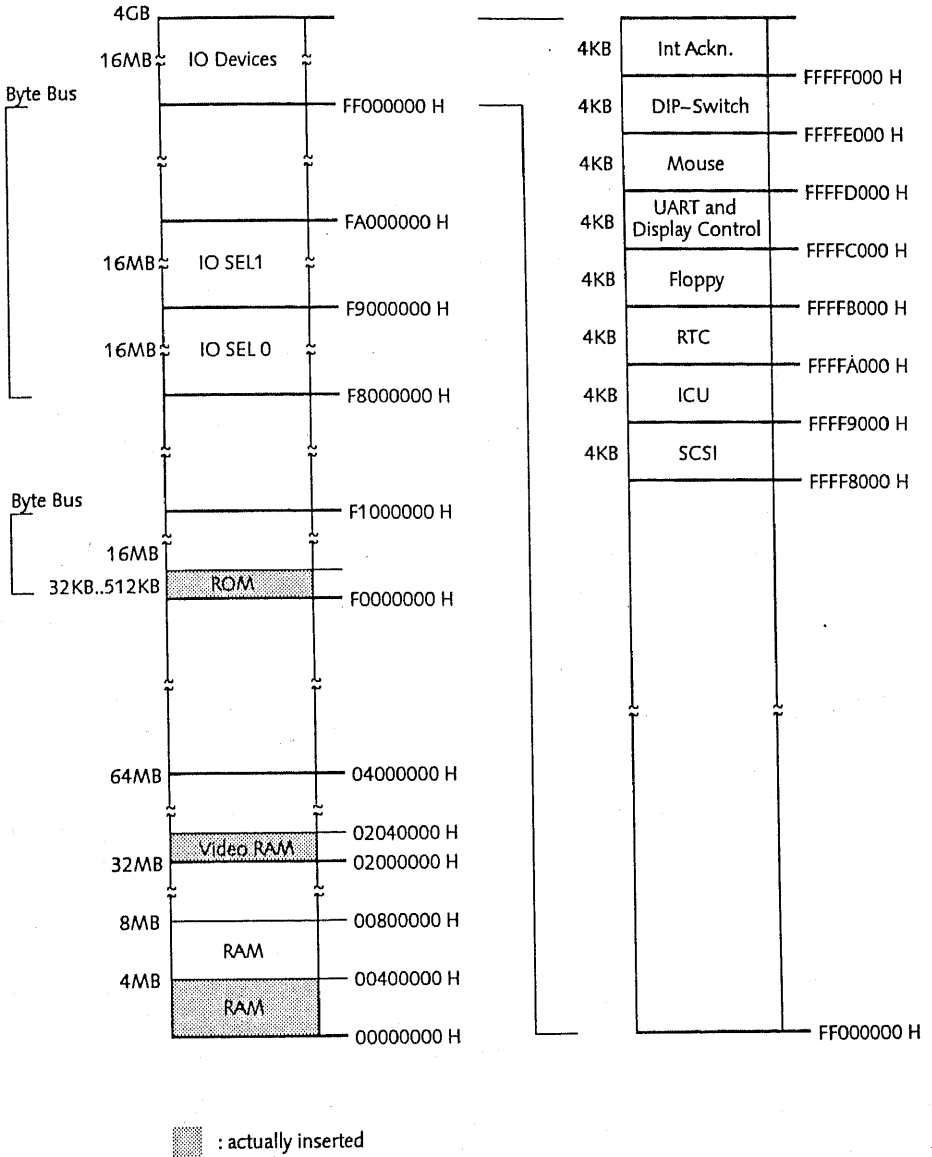 4GB
16MB
IO Devices
Byte Bus
FF000000 H
FA000000 H
16MB
IO SEL1
F9000000 H
16MB
IO SEL 0
F8000000 H
Byte Bus
F1000000 H
16MB
32KB..512KB
ROM
F0000000 H
64MB
04000000 H
02040000 H
Video RAM
32MB
02000000 H
8MB
00800000 H
RAM
4MB
00400000 H
RAM
00000000 H
4KB
Int Ackn.
FFFFF000 H
4KB
DIP-Switch
FFFFE000 H
4KB
Mouse
FFFFD000 H
4KB
UART and
Display Control
FFFFC000 H
4KB
Floppy
FFFFB000 H
4KB
RTC
FFFFA000 H
4KB
ICU
FFFF9000 H
4KB
SCSI
FFFF8000 H
FF000000 H
: actually inserted